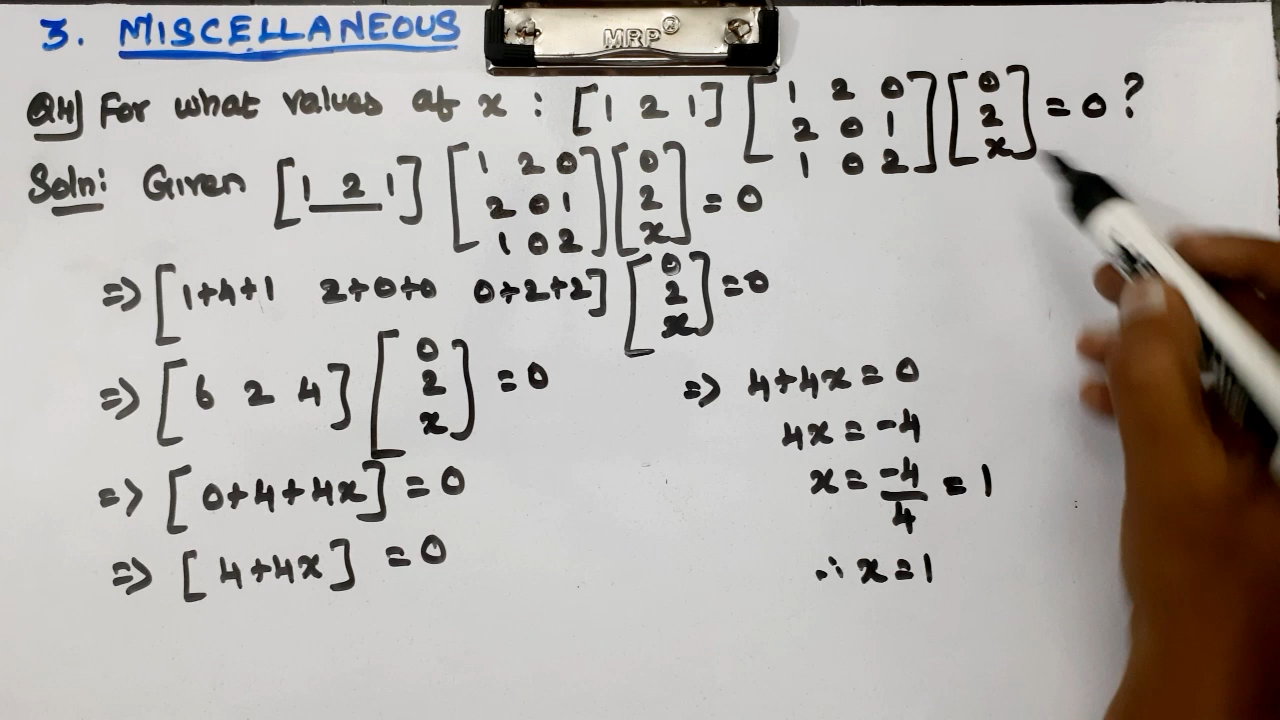 3. MISCELLANEOUS
MRP®
Q4] For what values of x : [1 2 1] [1 2 0
2 0 1
1 0 2] [0
2
x] = 0 ?
Soln: Given [1 2 1] [1 2 0
2 0 1
1 0 2] [0
2
x] = 0
=> [1+4+1 2+0+0 0+2+2] [0
2
x] = 0
=> [6 2 4] [0
2
x] = 0
=> [0+4+4x] = 0
=> [4+4x] = 0
=> 4+4x = 0
4x = -4
x = -4/4 = 1
∴ x = 1